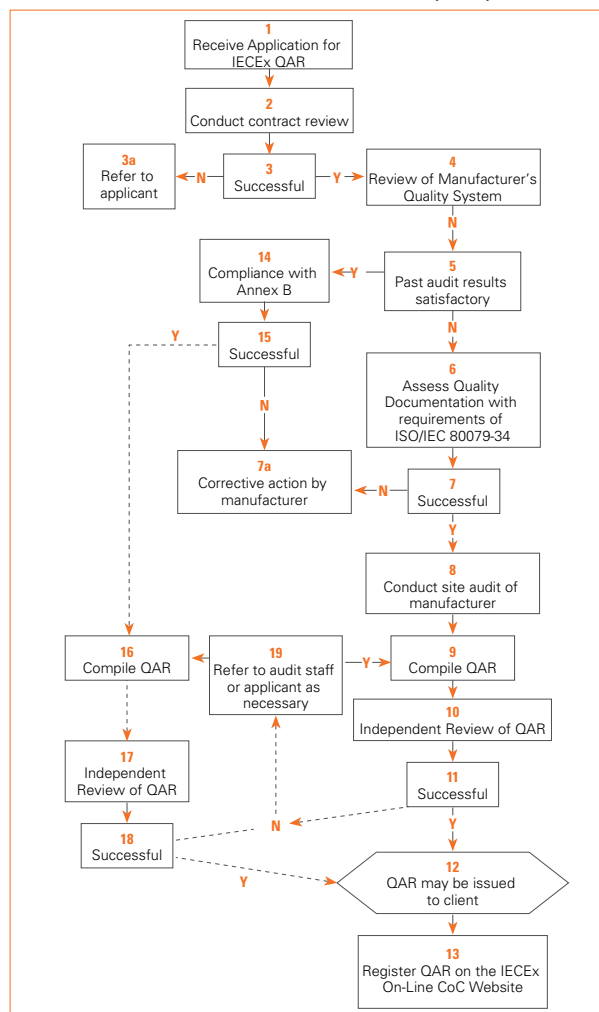 1
Receive Application for
IECEx QAR
2
Conduct contract review
3a
Refer to
applicant
N
3
Successful
Y
4
Review of Manufacturer's
Quality System
N
14
Compliance with
Annex B
Y
5
Past audit results
satisfactory
Y
15
Successful
N
6
Assess Quality
Documentation with
requirements of
ISO/IEC 80079-34
N
7a
Corrective action by
manufacturer
N
7
Successful
Y
8
Conduct site audit of
manufacturer
16
Compile QAR
19
Refer to audit staff
or applicant as
necessary
Y
9
Compile QAR
10
Independent Review of QAR
17
Independent
Review of QAR
11
Successful
N
Y
18
Successful
Y
12
QAR may be issued
to client
13
Register QAR on the IECEx
On-Line CoC Website